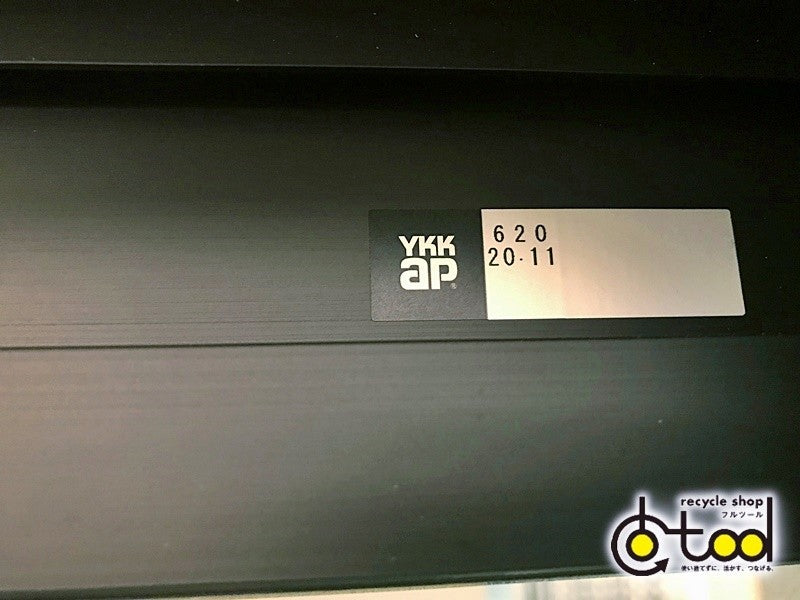 YKK
ap®
620
20·11
recycle shop
フルツール
tool
使い捨てずに、活かす、つなげる。